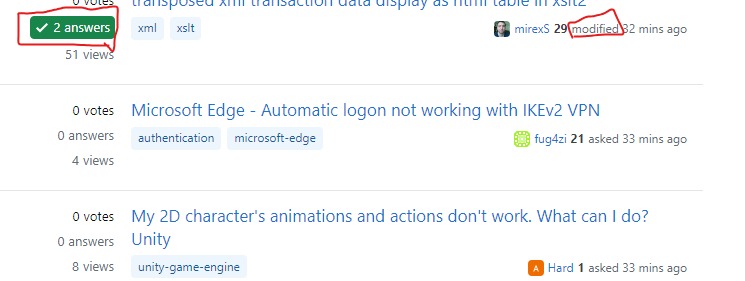 0 votes
transposed xml transaction data display as html table in xslt2
2 answers
xml xslt
mirexS 29 modified 32 mins ago
51 views
0 votes
Microsoft Edge - Automatic logon not working with IKEv2 VPN
0 answers
authentication microsoft-edge
fug4zi 21 asked 33 mins ago
4 views
0 votes
My 2D character's animations and actions don't work. What can I do?
Unity
0 answers
8 views
unity-game-engine
A Hard 1 asked 33 mins ago